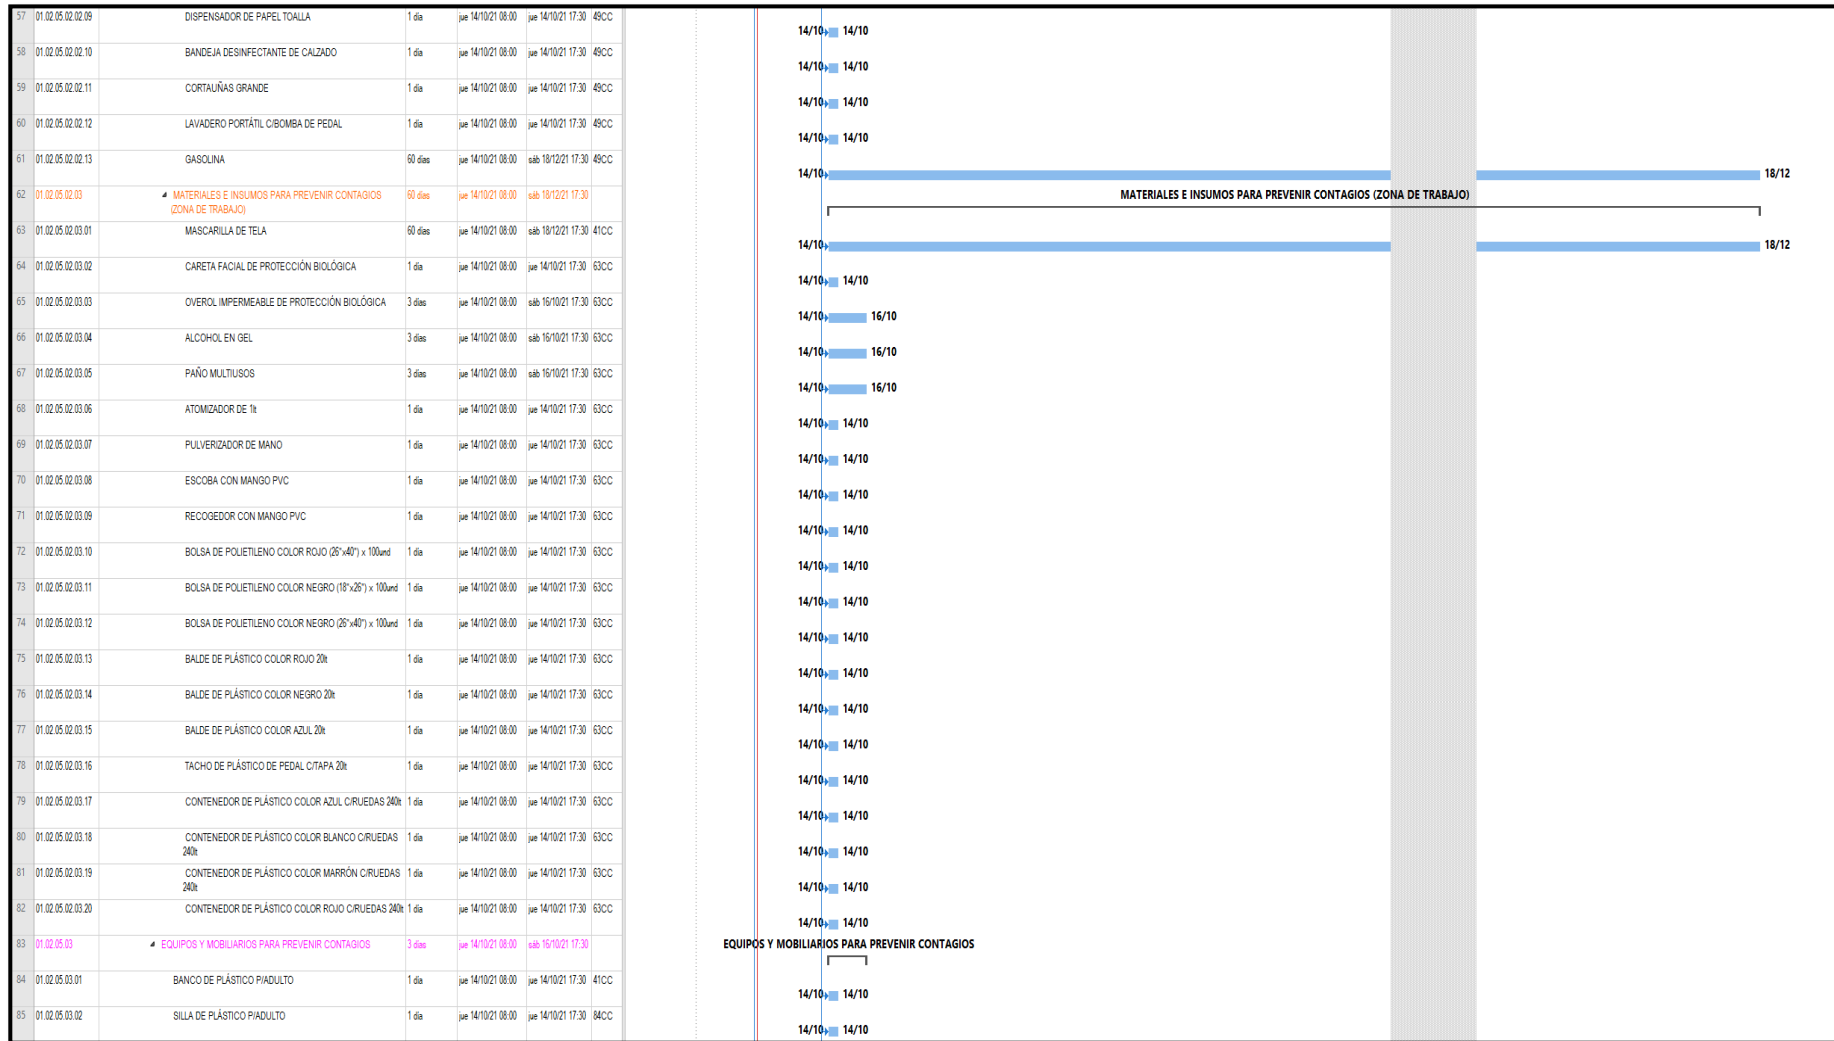 57 01.02.05.02.02.09 DISPENSADOR DE PAPEL TOALLA 1 día jue 14/10/21 08:00 jue 14/10/21 17:30 49CC
14/10 14/10
58 01.02.05.02.02.10 BANDEJA DESINFECTANTE DE CALZADO 1 día jue 14/10/21 08:00 jue 14/10/21 17:30 49CC
14/10 14/10
59 01.02.05.02.02.11 CORTAUÑAS GRANDE 1 día jue 14/10/21 08:00 jue 14/10/21 17:30 49CC
14/10 14/10
60 01.02.05.02.02.12 LAVADERO PORTÁTIL C/BOMBA DE PEDAL 1 día jue 14/10/21 08:00 jue 14/10/21 17:30 49CC
14/10 14/10
61 01.02.05.02.02.13 GASOLINA 60 días jue 14/10/21 08:00 sáb 18/12/21 17:30 49CC
14/10 18/12
62 01.02.05.02.03 MATERIALES E INSUMOS PARA PREVENIR CONTAGIOS 60 días jue 14/10/21 08:00 sáb 18/12/21 17:30
(ZONA DE TRABAJO)
MATERIALES E INSUMOS PARA PREVENIR CONTAGIOS (ZONA DE TRABAJO)
63 01.02.05.02.03.01 MASCARILLA DE TELA 60 días jue 14/10/21 08:00 sáb 18/12/21 17:30 41CC
14/10 18/12
64 01.02.05.02.03.02 CARETA FACIAL DE PROTECCIÓN BIOLÓGICA 1 día jue 14/10/21 08:00 jue 14/10/21 17:30 63CC
14/10 14/10
65 01.02.05.02.03.03 OVEROL IMPERMEABLE DE PROTECCIÓN BIOLÓGICA 3 días jue 14/10/21 08:00 sáb 16/10/21 17:30 63CC
14/10 16/10
66 01.02.05.02.03.04 ALCOHOL EN GEL 3 días jue 14/10/21 08:00 sáb 16/10/21 17:30 63CC
14/10 16/10
67 01.02.05.02.03.05 PAÑO MULTIUSOS 3 días jue 14/10/21 08:00 sáb 16/10/21 17:30 63CC
14/10 16/10
68 01.02.05.02.03.06 ATOMIZADOR DE 1lt 1 día jue 14/10/21 08:00 jue 14/10/21 17:30 63CC
14/10 14/10
69 01.02.05.02.03.07 PULVERIZADOR DE MANO 1 día jue 14/10/21 08:00 jue 14/10/21 17:30 63CC
14/10 14/10
70 01.02.05.02.03.08 ESCOBA CON MANGO PVC 1 día jue 14/10/21 08:00 jue 14/10/21 17:30 63CC
14/10 14/10
71 01.02.05.02.03.09 RECOGEDOR CON MANGO PVC 1 día jue 14/10/21 08:00 jue 14/10/21 17:30 63CC
14/10 14/10
72 01.02.05.02.03.10 BOLSA DE POLIETILENO COLOR ROJO (26"x40") x 100und 1 día jue 14/10/21 08:00 jue 14/10/21 17:30 63CC
14/10 14/10
73 01.02.05.02.03.11 BOLSA DE POLIETILENO COLOR NEGRO (18"x26") x 100und 1 día jue 14/10/21 08:00 jue 14/10/21 17:30 63CC
14/10 14/10
74 01.02.05.02.03.12 BOLSA DE POLIETILENO COLOR NEGRO (26"x40") x 100und 1 día jue 14/10/21 08:00 jue 14/10/21 17:30 63CC
14/10 14/10
75 01.02.05.02.03.13 BALDE DE PLÁSTICO COLOR ROJO 20lt 1 día jue 14/10/21 08:00 jue 14/10/21 17:30 63CC
14/10 14/10
76 01.02.05.02.03.14 BALDE DE PLÁSTICO COLOR NEGRO 20lt 1 día jue 14/10/21 08:00 jue 14/10/21 17:30 63CC
14/10 14/10
77 01.02.05.02.03.15 BALDE DE PLÁSTICO COLOR AZUL 20lt 1 día jue 14/10/21 08:00 jue 14/10/21 17:30 63CC
14/10 14/10
78 01.02.05.02.03.16 TACHO DE PLÁSTICO DE PEDAL C/TAPA 20lt 1 día jue 14/10/21 08:00 jue 14/10/21 17:30 63CC
14/10 14/10
79 01.02.05.02.03.17 CONTENEDOR DE PLÁSTICO COLOR AZUL C/RUEDAS 240lt 1 día jue 14/10/21 08:00 jue 14/10/21 17:30 63CC
14/10 14/10
80 01.02.05.02.03.18 CONTENEDOR DE PLÁSTICO COLOR BLANCO C/RUEDAS 1 día jue 14/10/21 08:00 jue 14/10/21 17:30 63CC
240lt
14/10 14/10
81 01.02.05.02.03.19 CONTENEDOR DE PLÁSTICO COLOR MARRÓN C/RUEDAS 1 día jue 14/10/21 08:00 jue 14/10/21 17:30 63CC
240lt
14/10 14/10
82 01.02.05.02.03.20 CONTENEDOR DE PLÁSTICO COLOR ROJO C/RUEDAS 240lt 1 día jue 14/10/21 08:00 jue 14/10/21 17:30 63CC
14/10 14/10
83 01.02.05.03 EQUIPOS Y MOBILIARIOS PARA PREVENIR CONTAGIOS 3 días jue 14/10/21 08:00 sáb 16/10/21 17:30
EQUIPOS Y MOBILIARIOS PARA PREVENIR CONTAGIOS
84 01.02.05.03.01 BANCO DE PLÁSTICO P/ADULTO 1 día jue 14/10/21 08:00 jue 14/10/21 17:30 41CC
14/10 14/10
85 01.02.05.03.02 SILLA DE PLÁSTICO P/ADULTO 1 día jue 14/10/21 08:00 jue 14/10/21 17:30 84CC
14/10 14/10